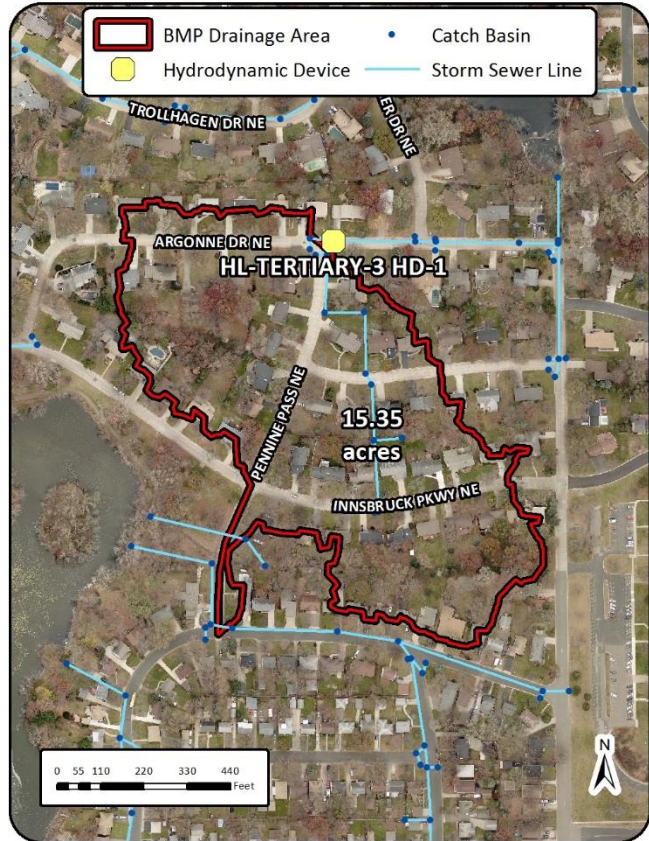 BMP Drainage Area
Catch Basin
Hydrodynamic Device
Storm Sewer Line
TROLLHAGEN DR NE
ER DR NE
ARGONNE DR NE
HL-TERTIARY-3 HD-1
PENNINE PASS NE
15.35
acres
INNSBRUCK PKWY NE
0 55 110 220 330 440
Feet
N